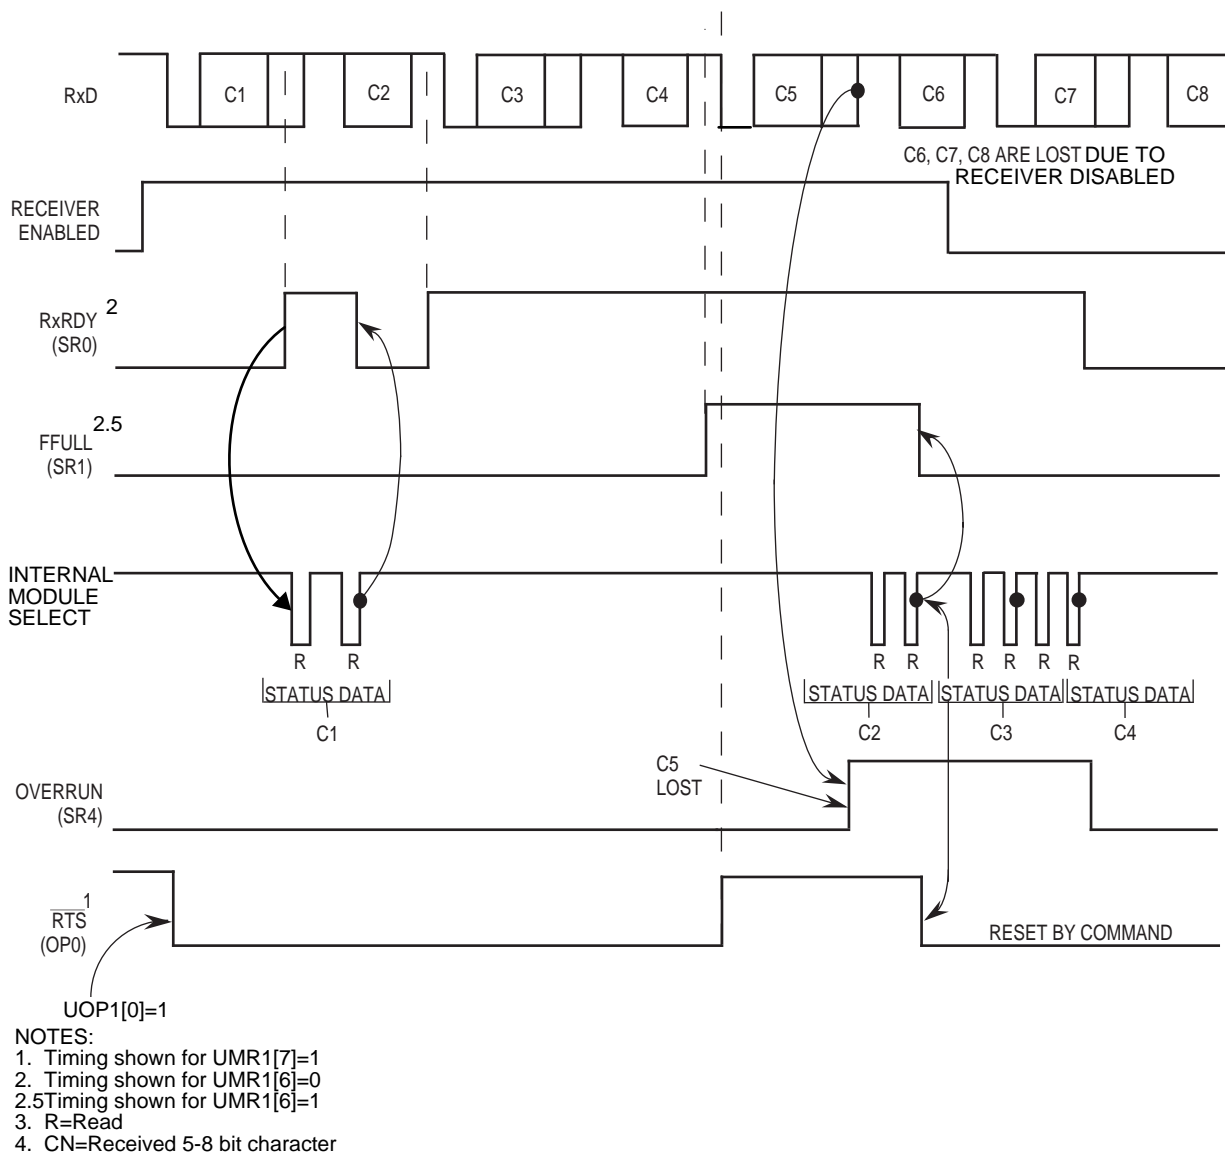 RxD
C1
C2
C3
C4
C5
C6
C7
C8
C6, C7, C8 ARE LOST DUE TO
RECEIVER DISABLED
RECEIVER
ENABLED
RxRDY 2
(SR0)
FFULL 2.5
(SR1)
INTERNAL
MODULE
SELECT
R R R R R R R R
STATUS DATA STATUS DATA STATUS DATA STATUS DATA
C1 C2 C3 C4
C5
LOST
OVERRUN
(SR4)
RTS 1
(OP0)
RESET BY COMMAND
UOP1[0]=1
NOTES:
1. Timing shown for UMR1[7]=1
2. Timing shown for UMR1[6]=0
2.5Timing shown for UMR1[6]=1
3. R=Read
4. CN=Received 5-8 bit character